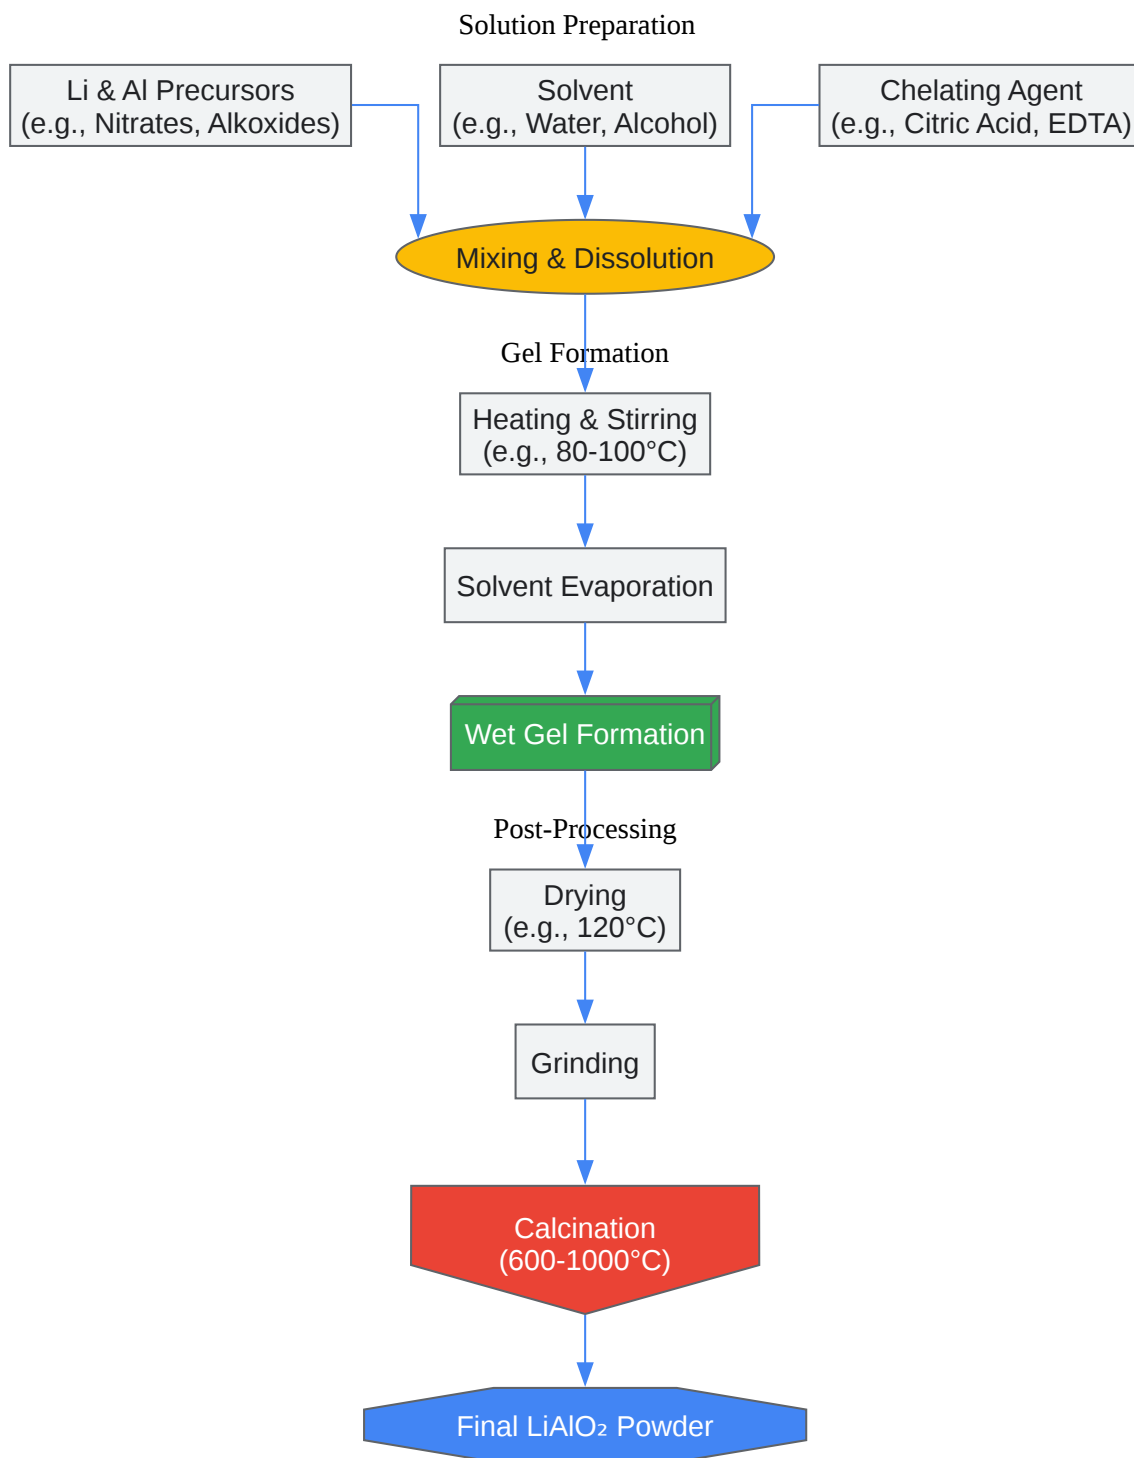 Solution Preparation
Li & Al Precursors
(e.g., Nitrates, Alkoxides)
Solvent
(e.g., Water, Alcohol)
Chelating Agent
(e.g., Citric Acid, EDTA)
Mixing & Dissolution
Gel Formation
Heating & Stirring
(e.g., 80-100°C)
Solvent Evaporation
Wet Gel Formation
Post-Processing
Drying
(e.g., 120°C)
Grinding
Calcination
(600-1000°C)
Final LiAlO₂ Powder